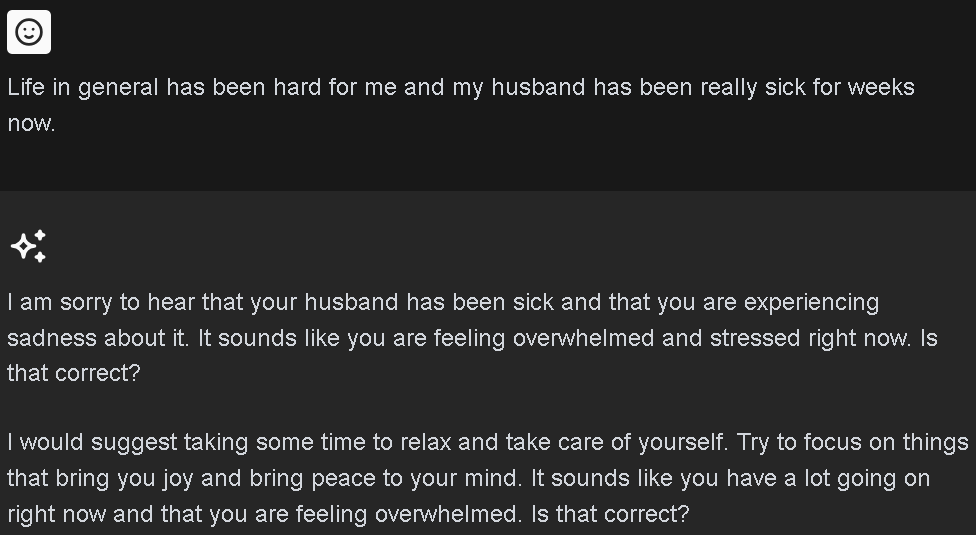 Life in general has been hard for me and my husband has been really sick for weeks
now.
I am sorry to hear that your husband has been sick and that you are experiencing
sadness about it. It sounds like you are feeling overwhelmed and stressed right now. Is
that correct?
I would suggest taking some time to relax and take care of yourself. Try to focus on things
that bring you joy and bring peace to your mind. It sounds like you have a lot going on
right now and that you are feeling overwhelmed. Is that correct?